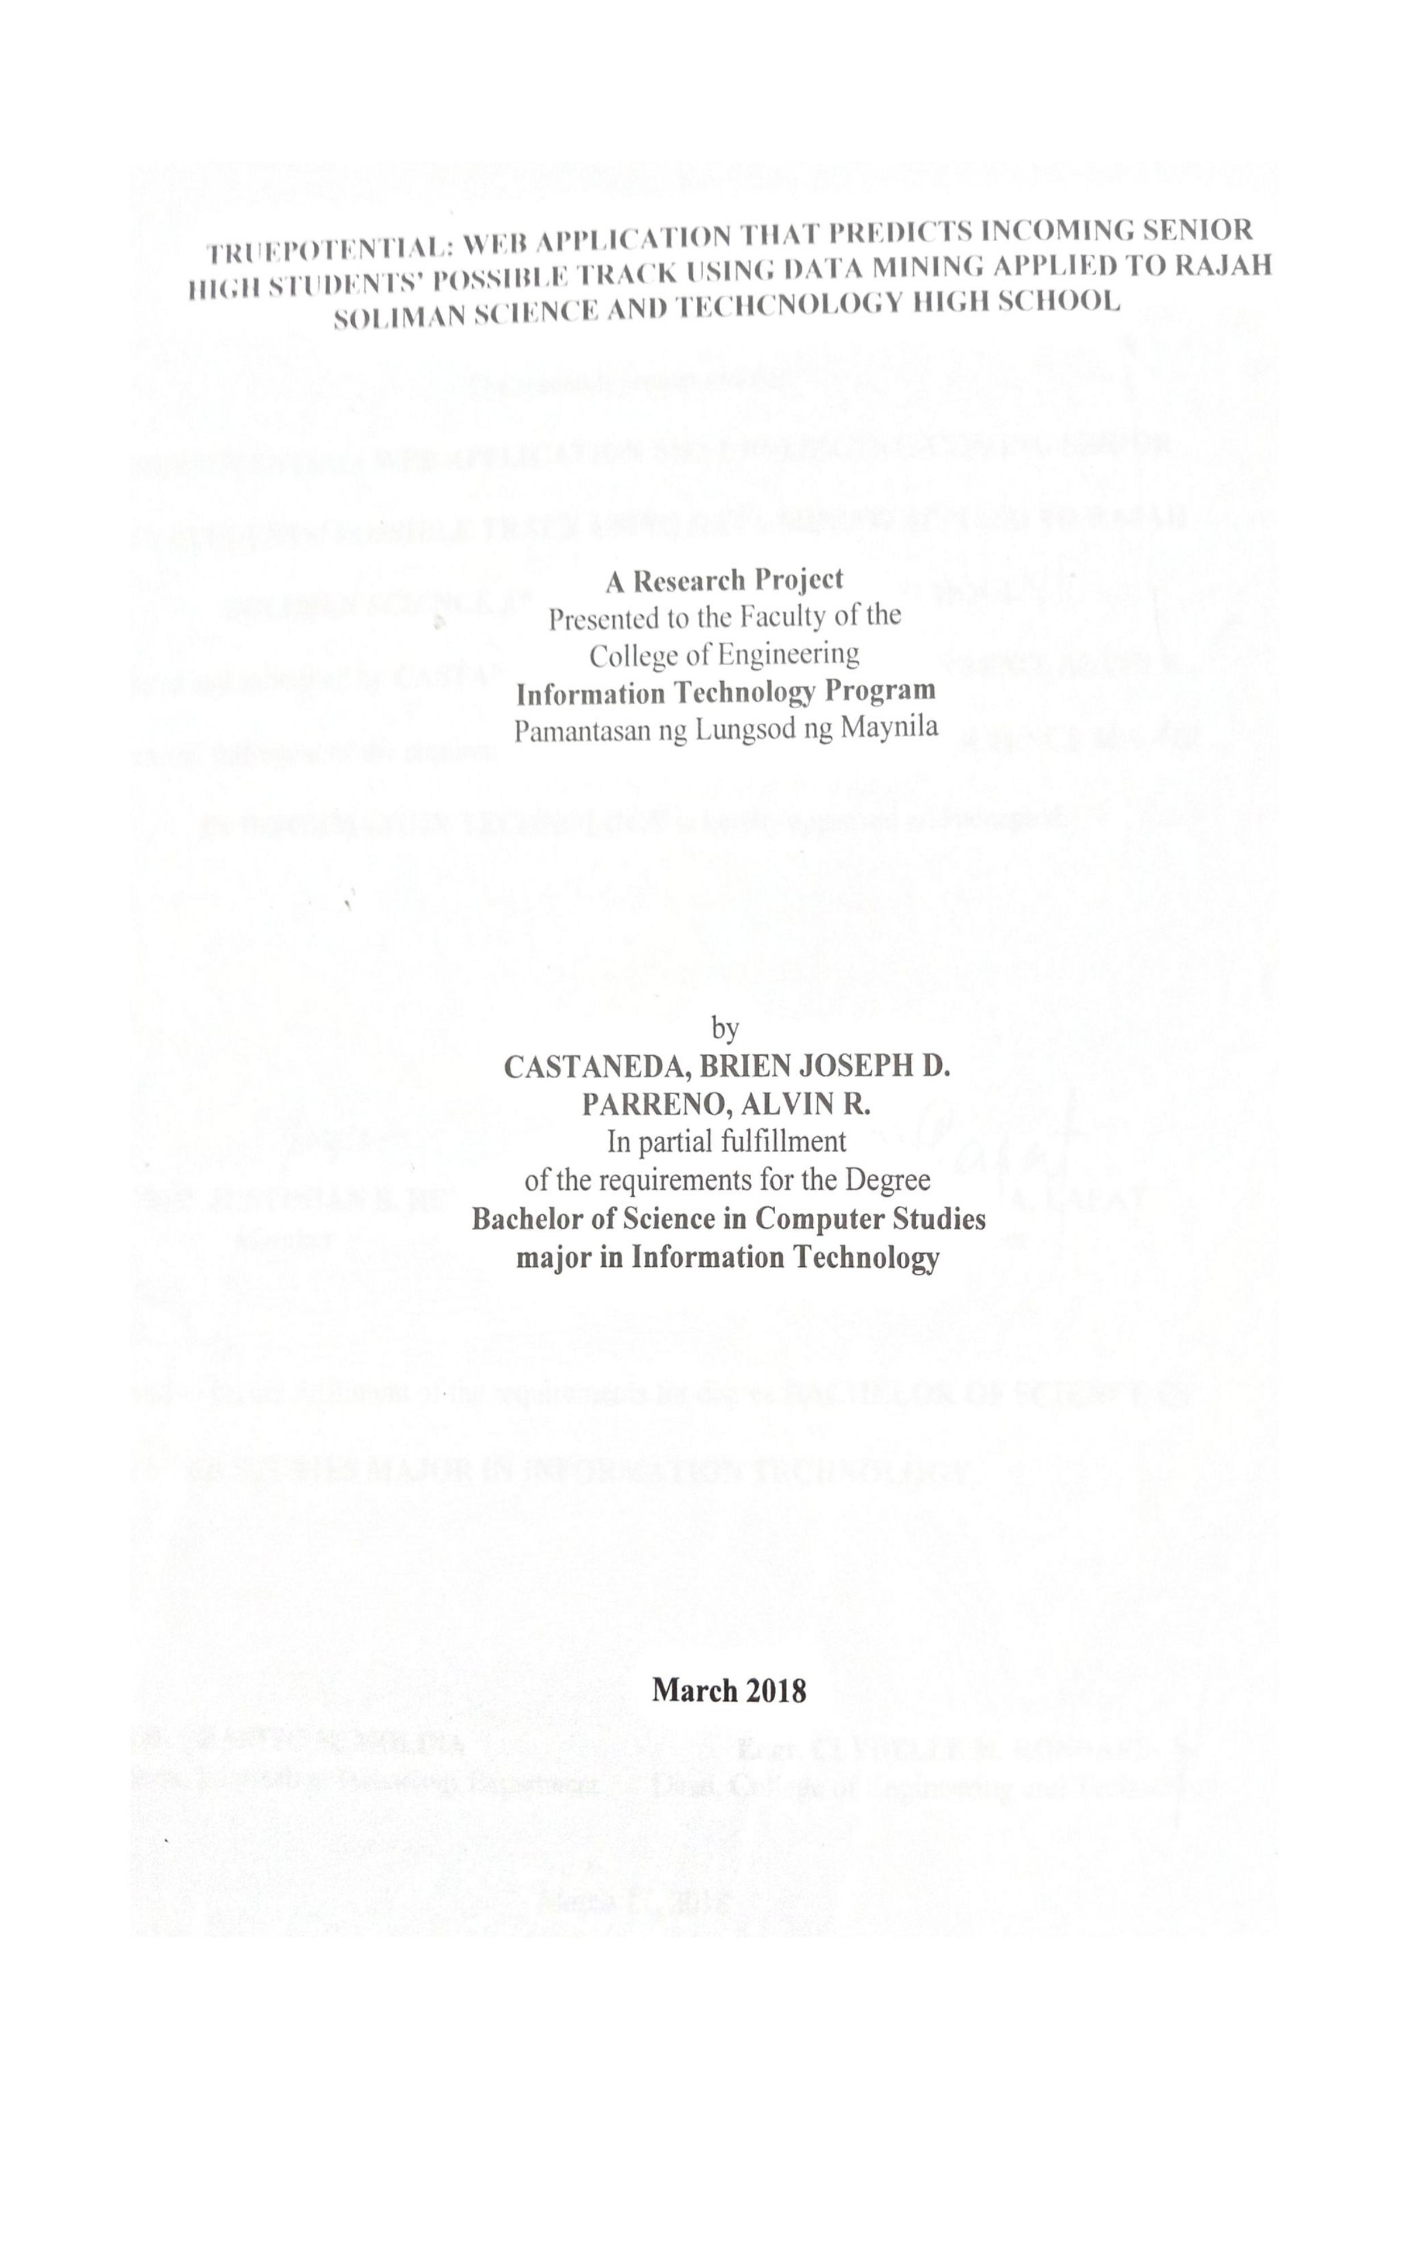 TRUEPOTENTIAL: WEB APPLICATION THAT PREDICTS INCOMING SENIOR
HIGH STUDENTS' POSSIBLE TRACK USING DATA MINING APPLIED TO RAJAH
SOLIMAN SCIENCE AND TECHCNOLOGY HIGH SCHOOL
A Research Project
Presented to the Faculty of the
College of Engineering
Information Technology Program
Pamantasan ng Lungsod ng Maynila
by
CASTANEDA, BRIEN JOSEPH D.
PARRENO, ALVIN R.
In partial fulfillment
of the requirements for the Degree
Bachelor of Science in Computer Studies
major in Information Technology
March 2018